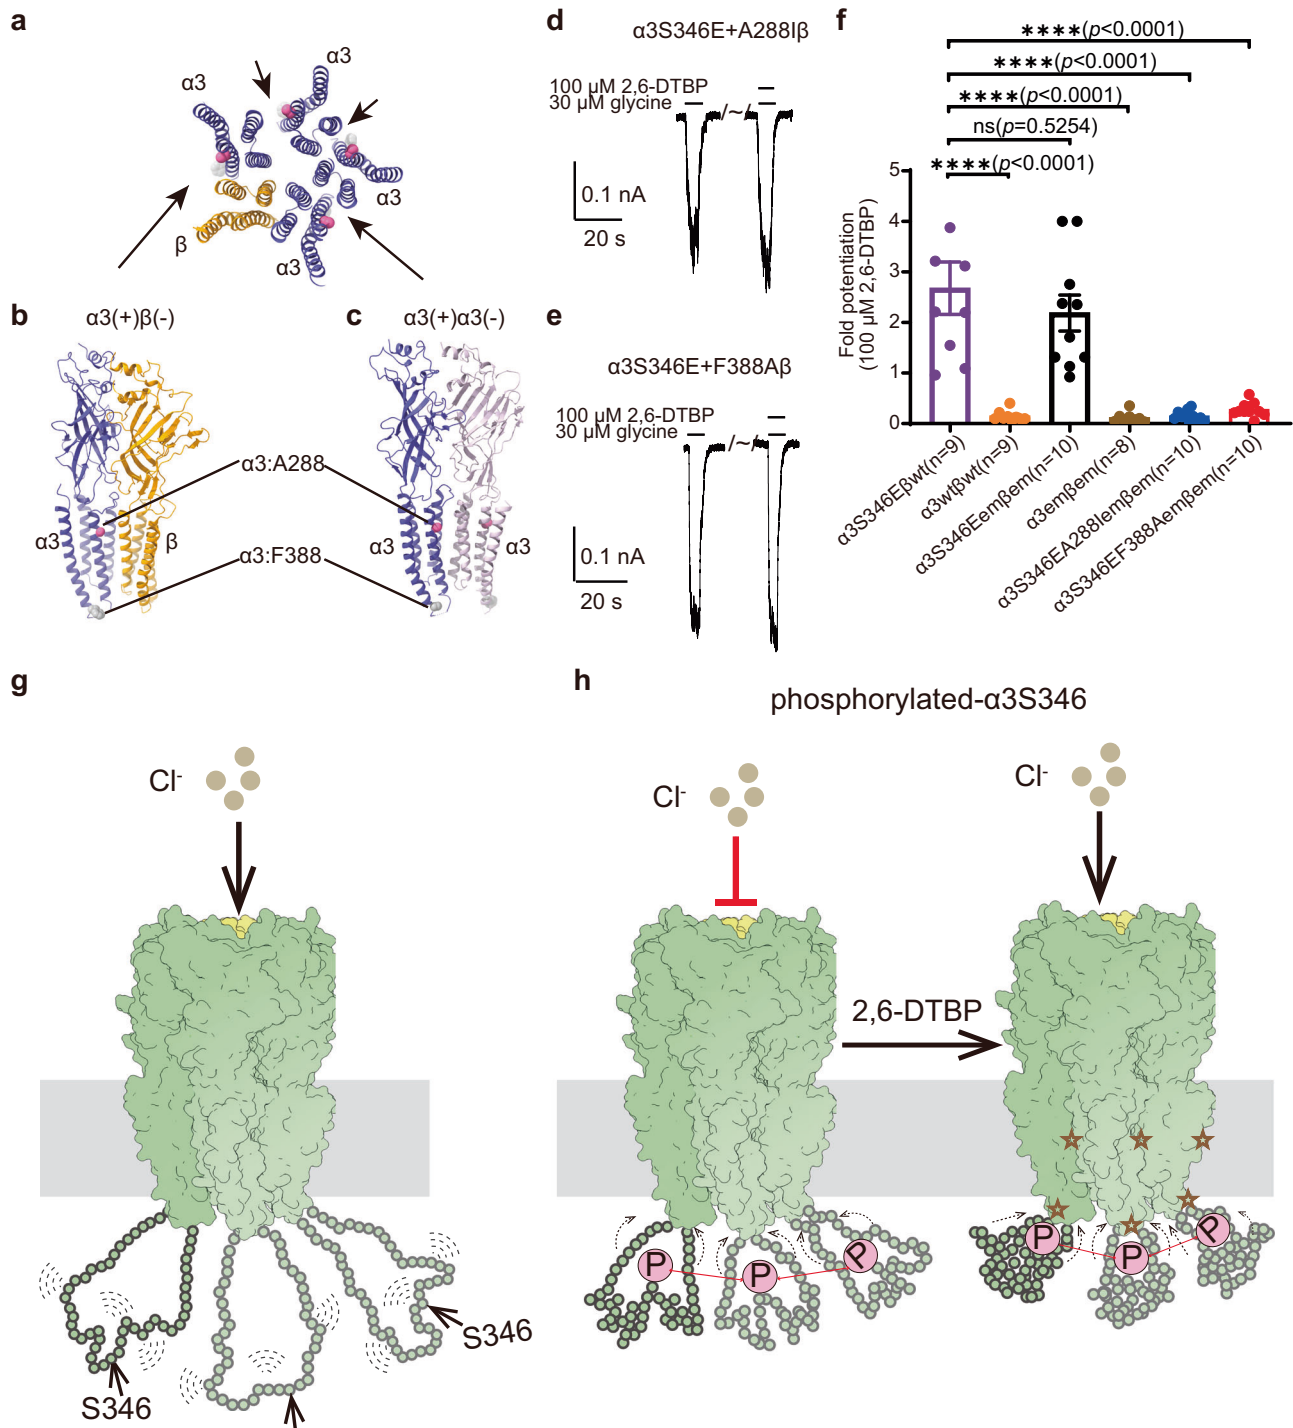 a
α3
α3
α3
α3
β
b
α3(+)β(-)
c
α3(+)α3(-)
α3:A288
α3:F388
α3
β
α3
α3
d
α3S346E+A288Iβ
100 µM 2,6-DTBP
30 µM glycine
0.1 nA
20 s
e
α3S346E+F388Aβ
100 µM 2,6-DTBP
30 µM glycine
0.1 nA
20 s
f
****(p<0.0001)
****(p<0.0001)
****(p<0.0001)
ns(p=0.5254)
****(p<0.0001)
Fold potentiation
(100 µM 2,6-DTBP)
5
4
3
2
1
0
α3S346Eβwt(n=9)
α3wtβwt(n=9)
α3S346Eemβem(n=10)
α3emβem(n=8)
α3S346EA288Iemβem(n=10)
α3S346EF388Aemβem(n=10)
g
Cl-
S346
S346
h
phosphorylated-α3S346
Cl-
2,6-DTBP
Cl-
P
P
P
P
P
P